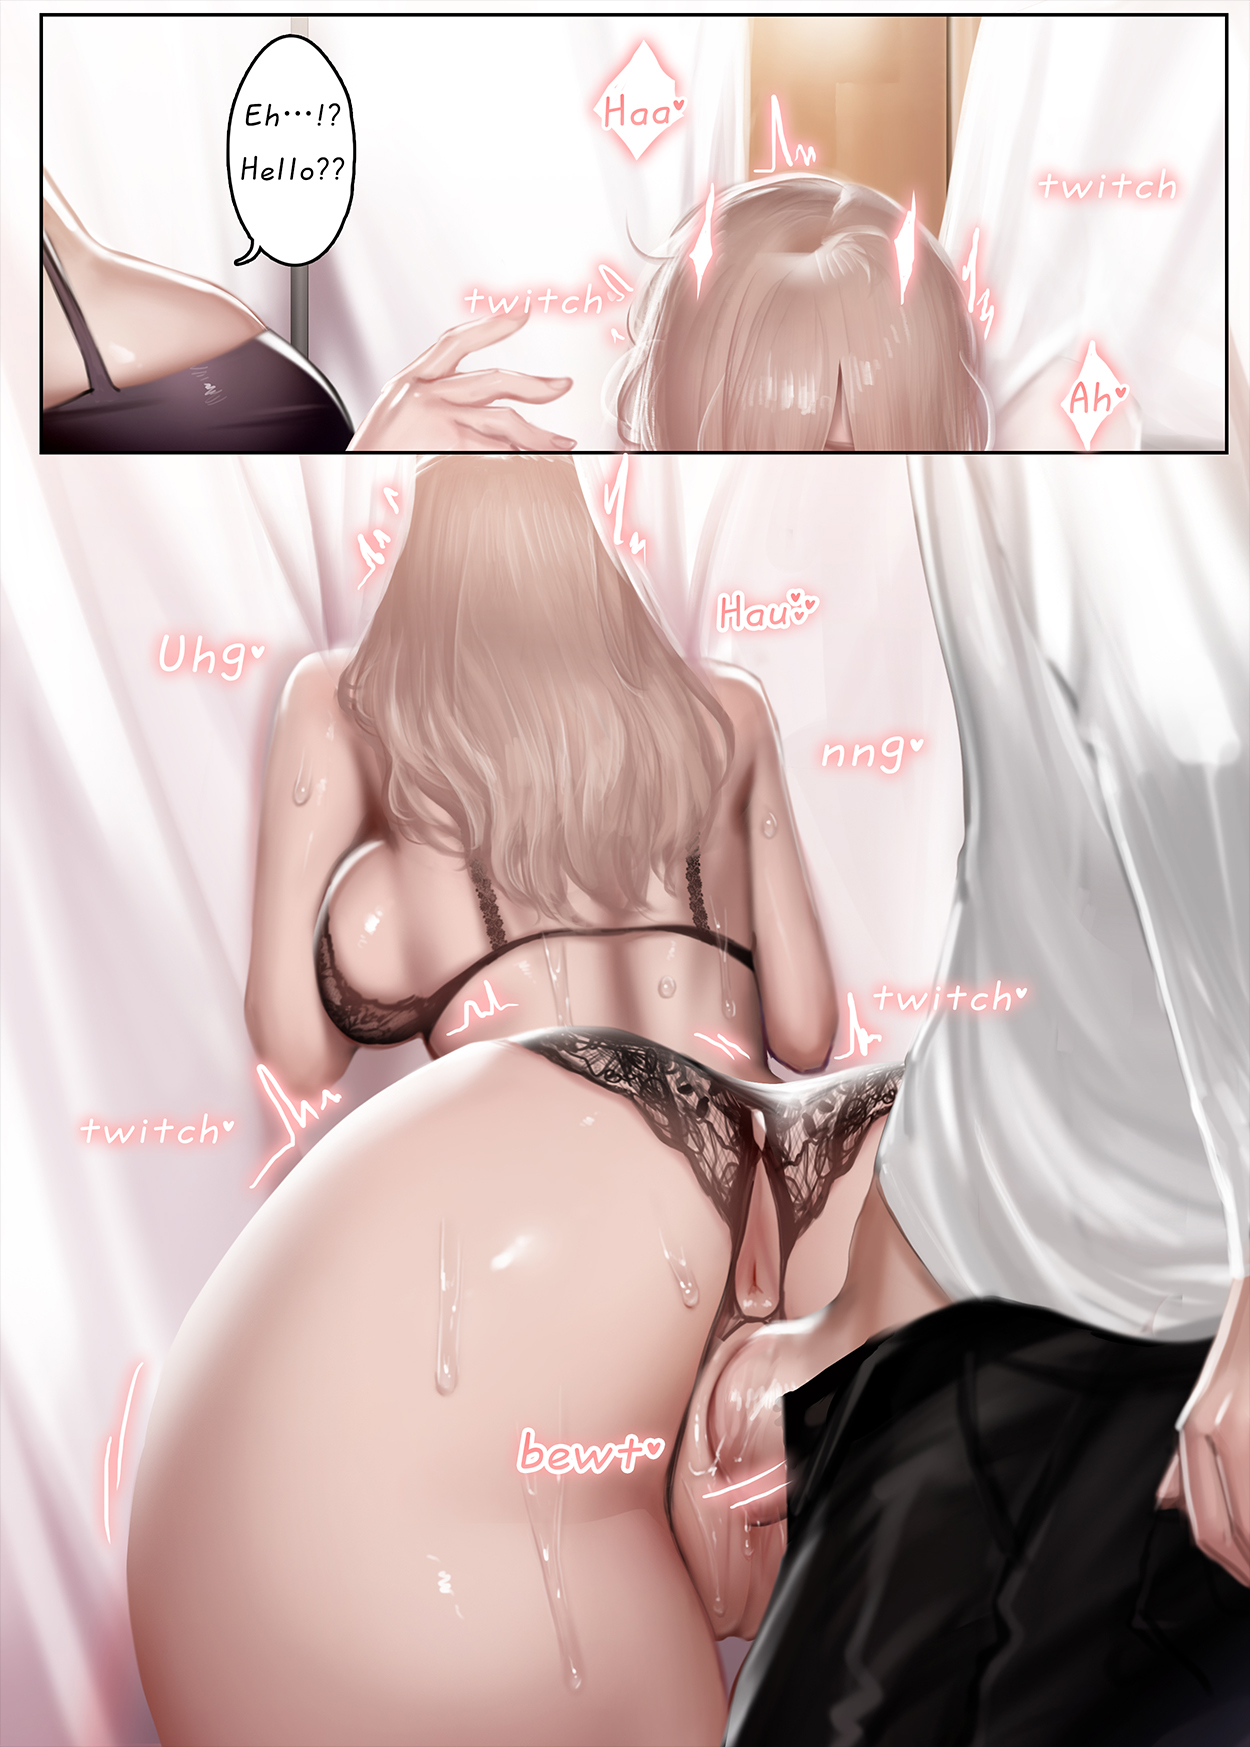 Eh…!?
Hello??
Haa♥
twitch
twitch
Ah♥
Hau♥♥♥
Uhg♥
nng♥
twitch♥
twitch♥
bewt♥